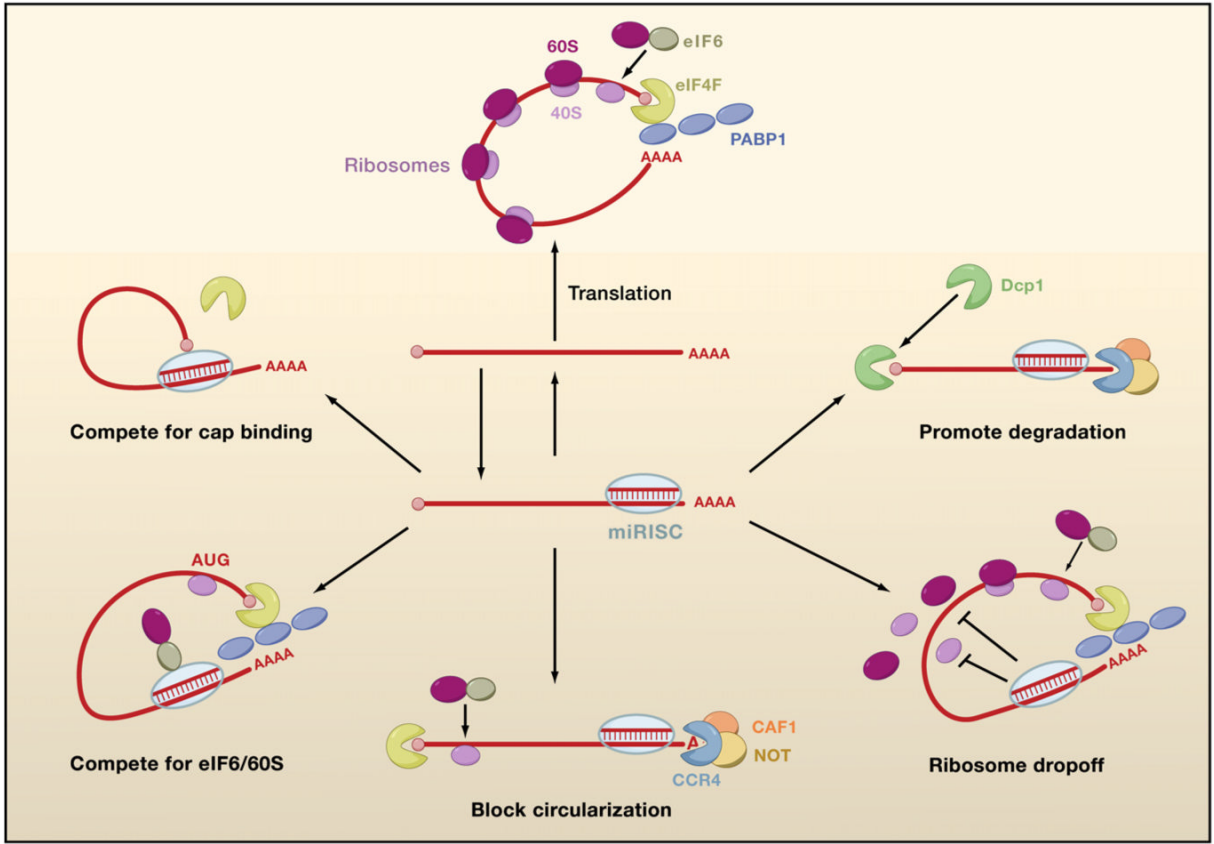 eIF6
60S
eIF4F
40S
PABP1
AAAA
Ribosomes
Translation
Dcp1
AAAA
AAAA
Compete for cap binding
Promote degradation
AAAA
miRISC
AUG
AAAA
AAAA
Compete for eIF6/60S
A
CAF1
NOT
CCR4
Ribosome dropoff
Block circularization